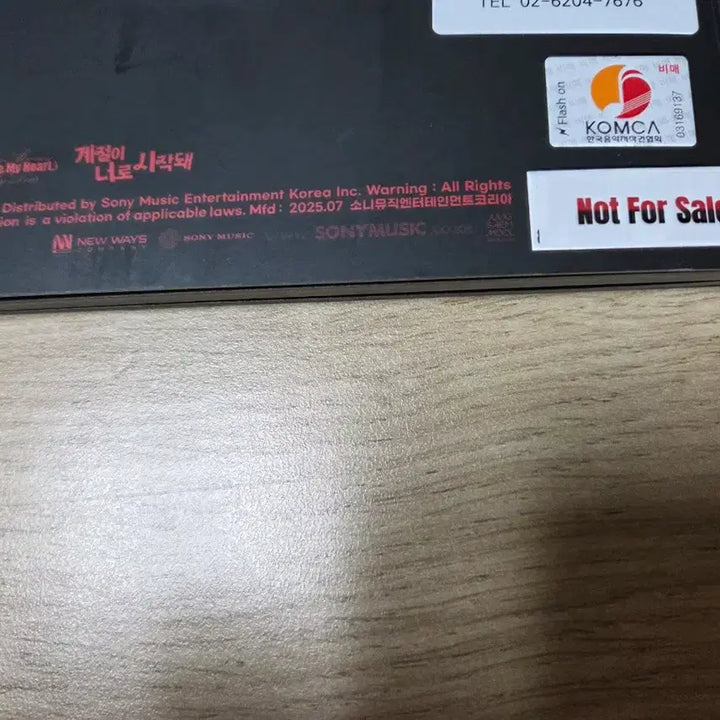 TEL 02-6204-7676
비매
Flash on
KOMCA
한국음악저작권협회
03169137
My Heart
계절이
너로 시작돼
Distributed by Sony Music Entertainment Korea Inc. Warning : All Rights
ion is a violation of applicable laws. Mfd : 2025.07 소니뮤직엔터테인먼트코리아
Not For Sale
NEW WAYS
COMPANY
SONY MUSIC
SONYMUSIC